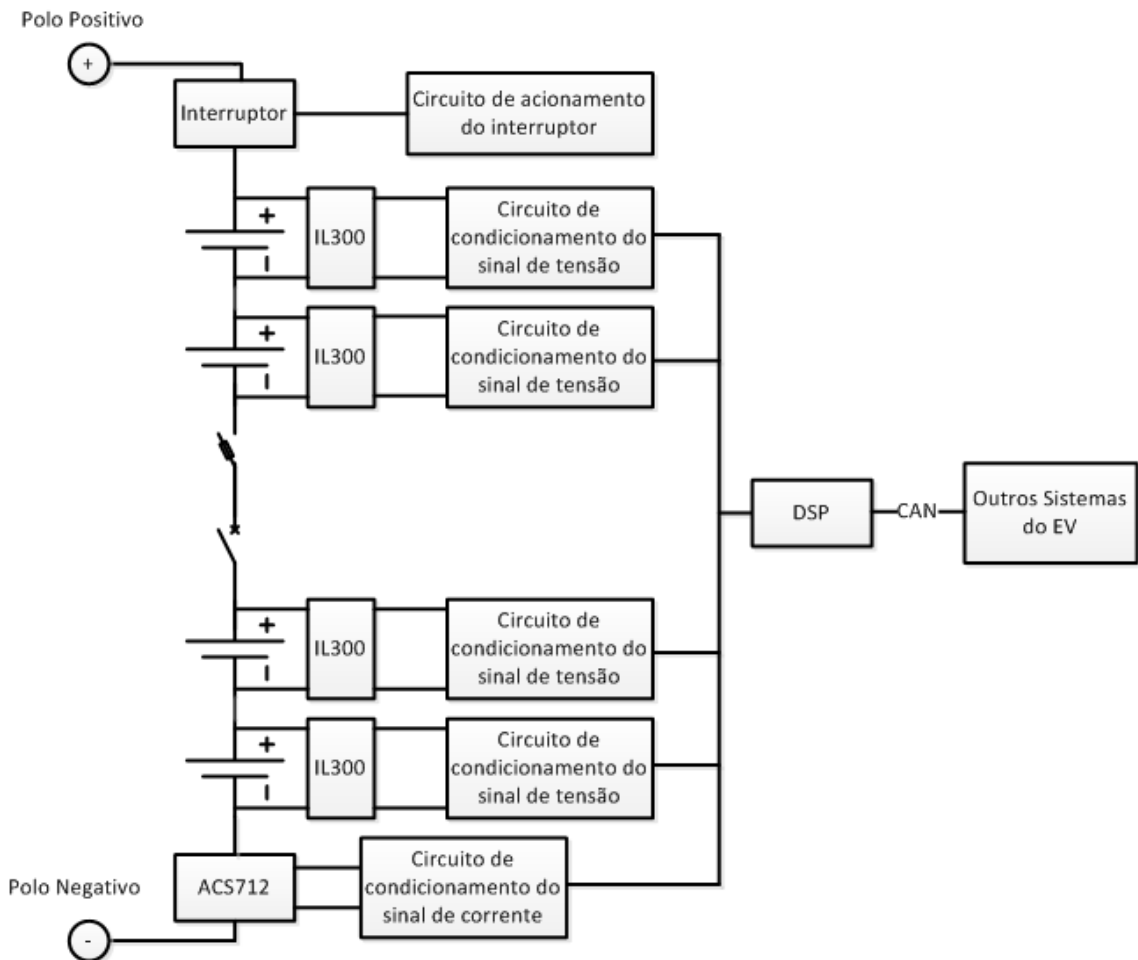 Polo Positivo
+
Interruptor
Circuito de acionamento
do interruptor
+
-
IL300
Circuito de
condicionamento do
sinal de tensão
+
-
IL300
Circuito de
condicionamento do
sinal de tensão
DSP
CAN
Outros Sistemas
do EV
+
-
IL300
Circuito de
condicionamento do
sinal de tensão
+
-
IL300
Circuito de
condicionamento do
sinal de tensão
Polo Negativo
-
ACS712
Circuito de
condicionamento do
sinal de corrente